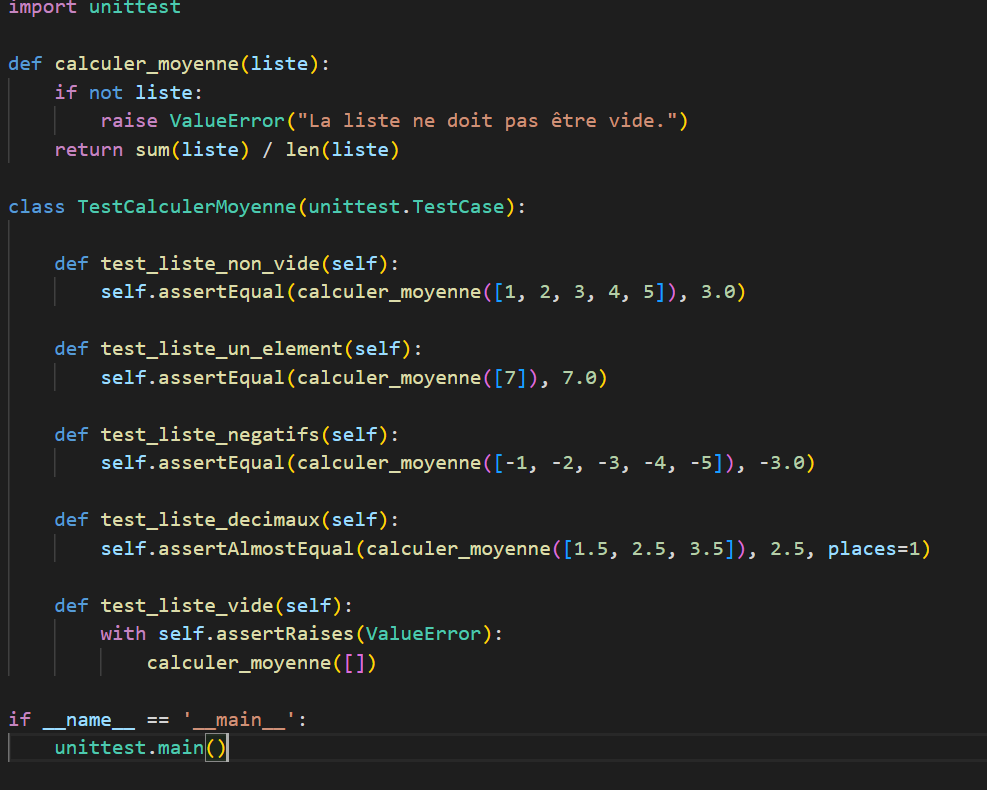 import unittest
def calculer_moyenne(liste):
if not liste:
raise ValueError("La liste ne doit pas être vide.")
return sum(liste) / len(liste)
class TestCalculerMoyenne(unittest.TestCase):
def test_liste_non_vide(self):
self.assertEqual(calculer_moyenne([1, 2, 3, 4, 5]), 3.0)
def test_liste_un_element(self):
self.assertEqual(calculer_moyenne([7]), 7.0)
def test_liste_negatifs(self):
self.assertEqual(calculer_moyenne([-1, -2, -3, -4, -5]), -3.0)
def test_liste_decimaux(self):
self.assertAlmostEqual(calculer_moyenne([1.5, 2.5, 3.5]), 2.5, places=1)
def test_liste_vide(self):
with self.assertRaises(ValueError):
calculer_moyenne([])
if __name__ == '__main__':
unittest.main()